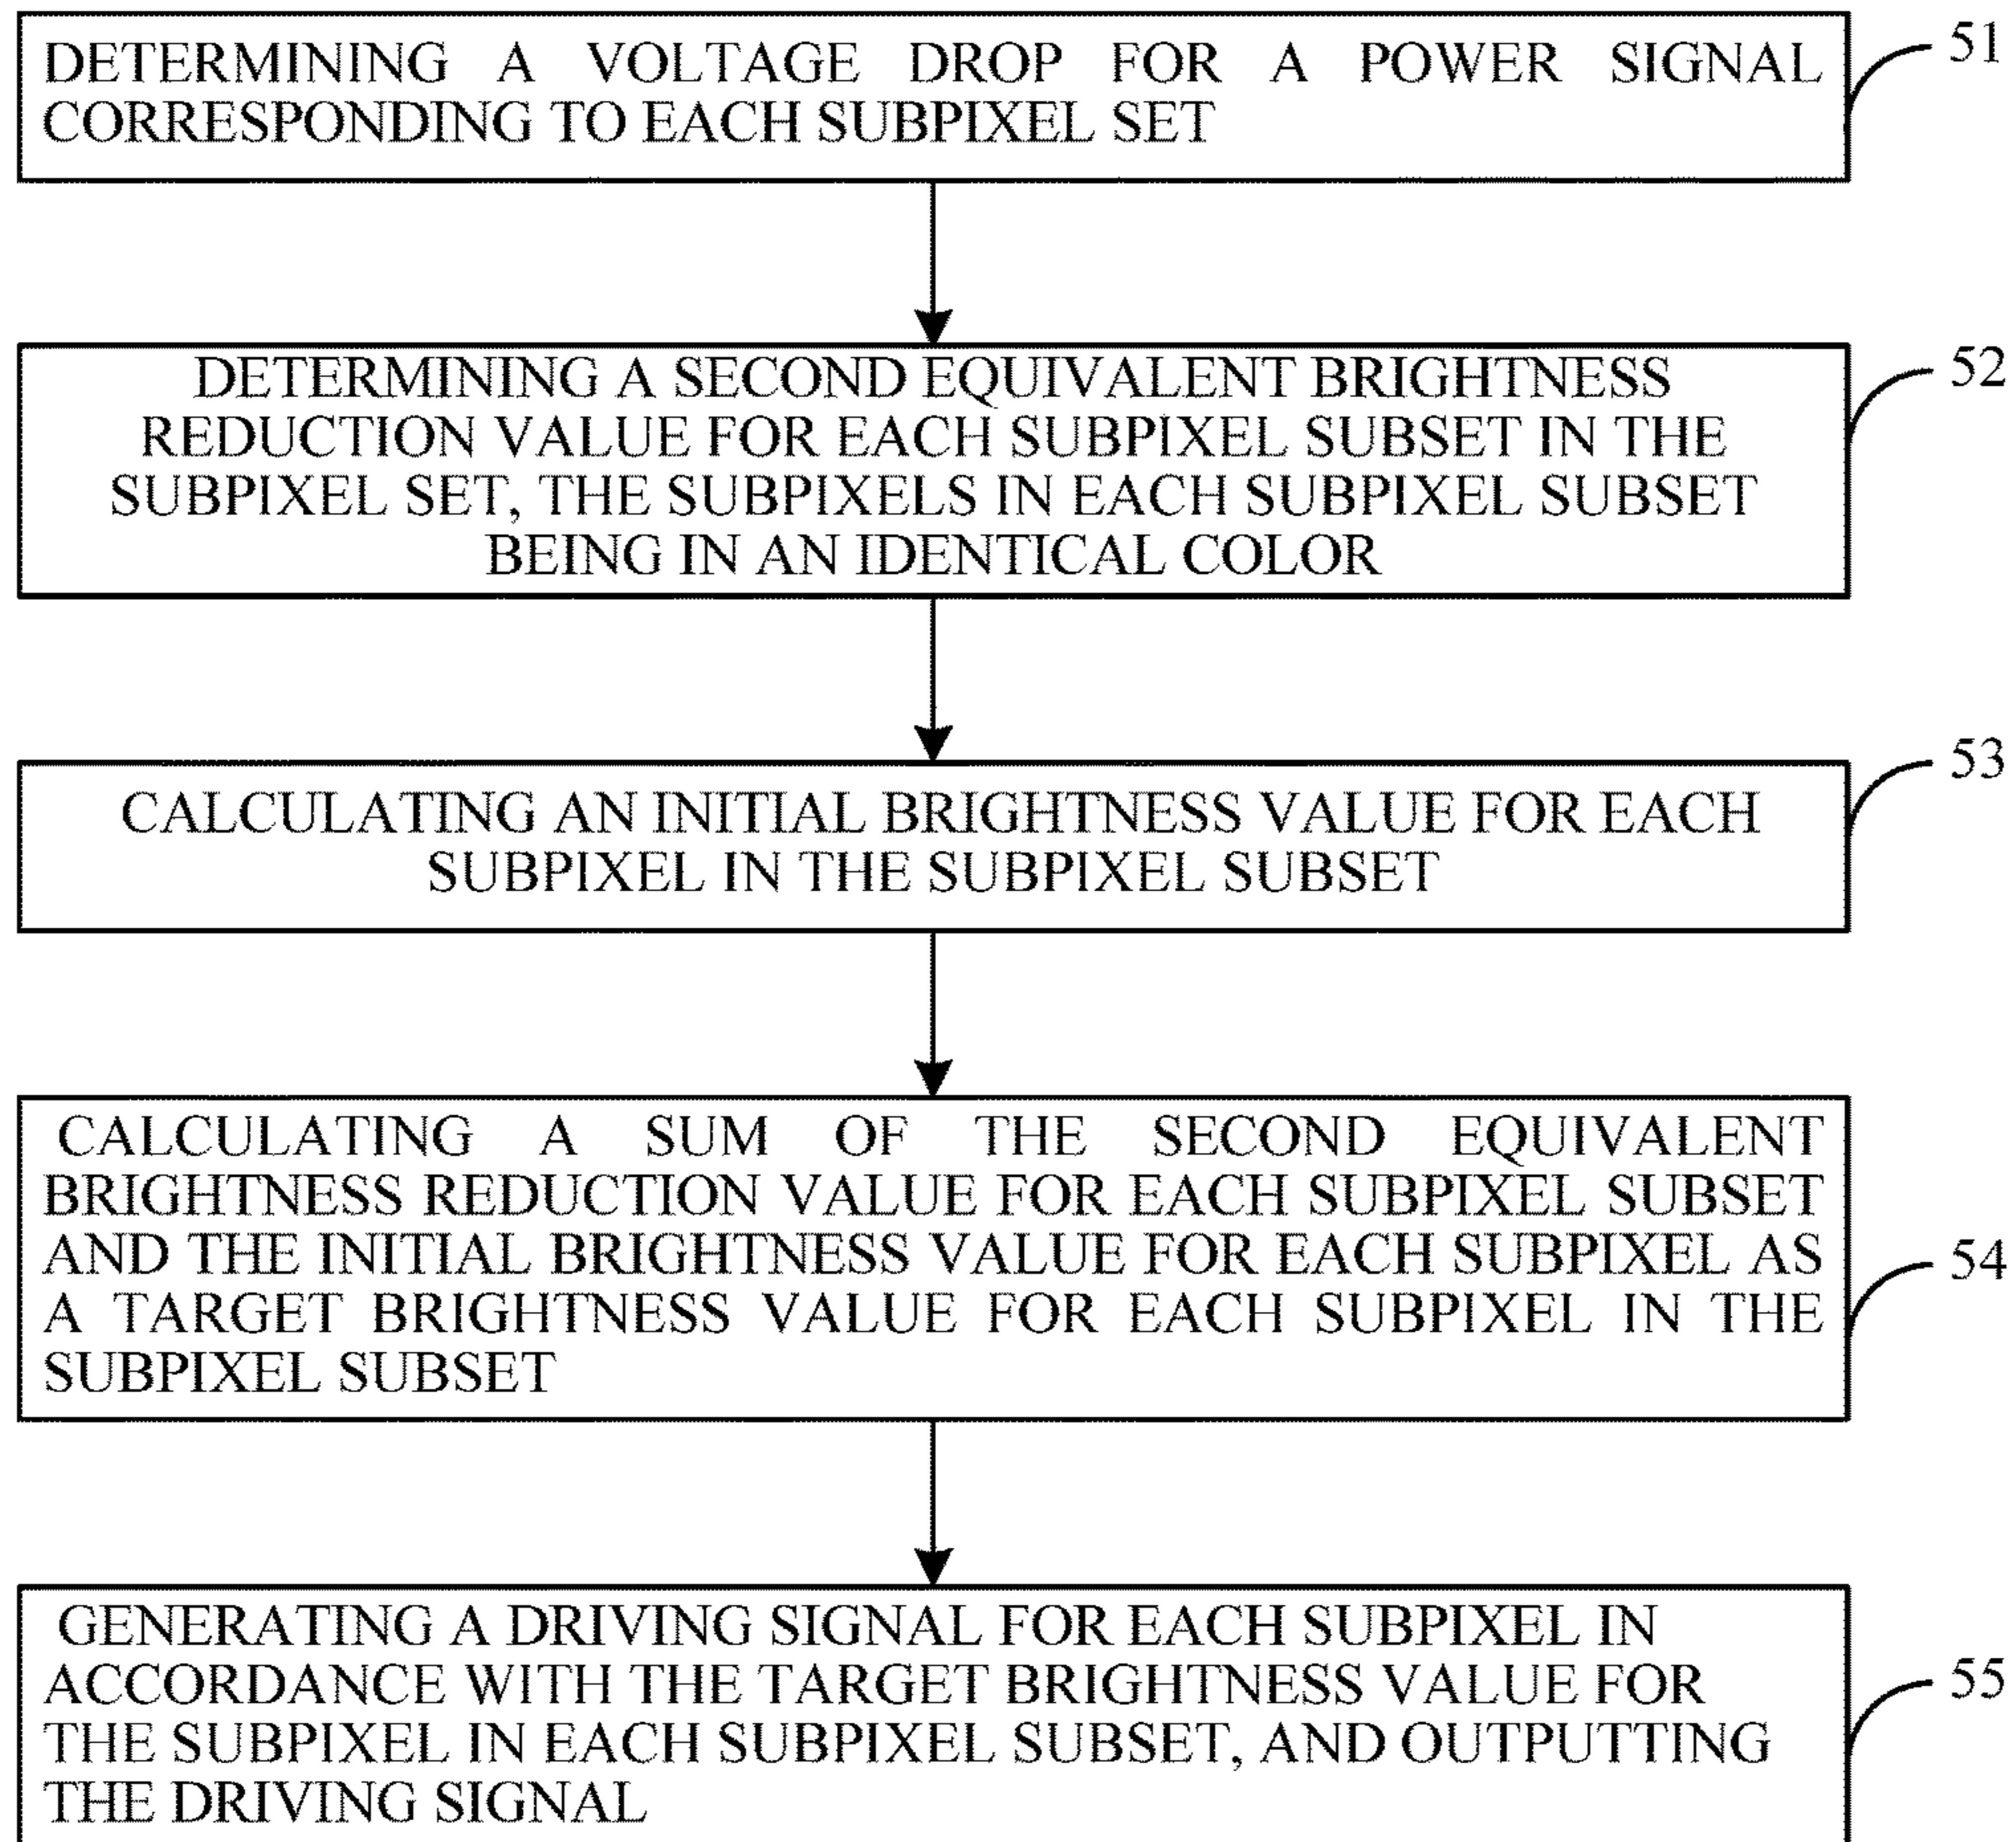 DETERMINING A VOLTAGE DROP FOR A POWER SIGNAL
CORRESPONDING TO EACH SUBPIXEL SET
51
DETERMINING A SECOND EQUIVALENT BRIGHTNESS
REDUCTION VALUE FOR EACH SUBPIXEL SUBSET IN THE
SUBPIXEL SET, THE SUBPIXELS IN EACH SUBPIXEL SUBSET
BEING IN AN IDENTICAL COLOR
52
CALCULATING AN INITIAL BRIGHTNESS VALUE FOR EACH
SUBPIXEL IN THE SUBPIXEL SUBSET
53
CALCULATING A SUM OF THE SECOND EQUIVALENT
BRIGHTNESS REDUCTION VALUE FOR EACH SUBPIXEL SUBSET
AND THE INITIAL BRIGHTNESS VALUE FOR EACH SUBPIXEL AS
A TARGET BRIGHTNESS VALUE FOR EACH SUBPIXEL IN THE
SUBPIXEL SUBSET
54
GENERATING A DRIVING SIGNAL FOR EACH SUBPIXEL IN
ACCORDANCE WITH THE TARGET BRIGHTNESS VALUE FOR
THE SUBPIXEL IN EACH SUBPIXEL SUBSET, AND OUTPUTTING
THE DRIVING SIGNAL
55